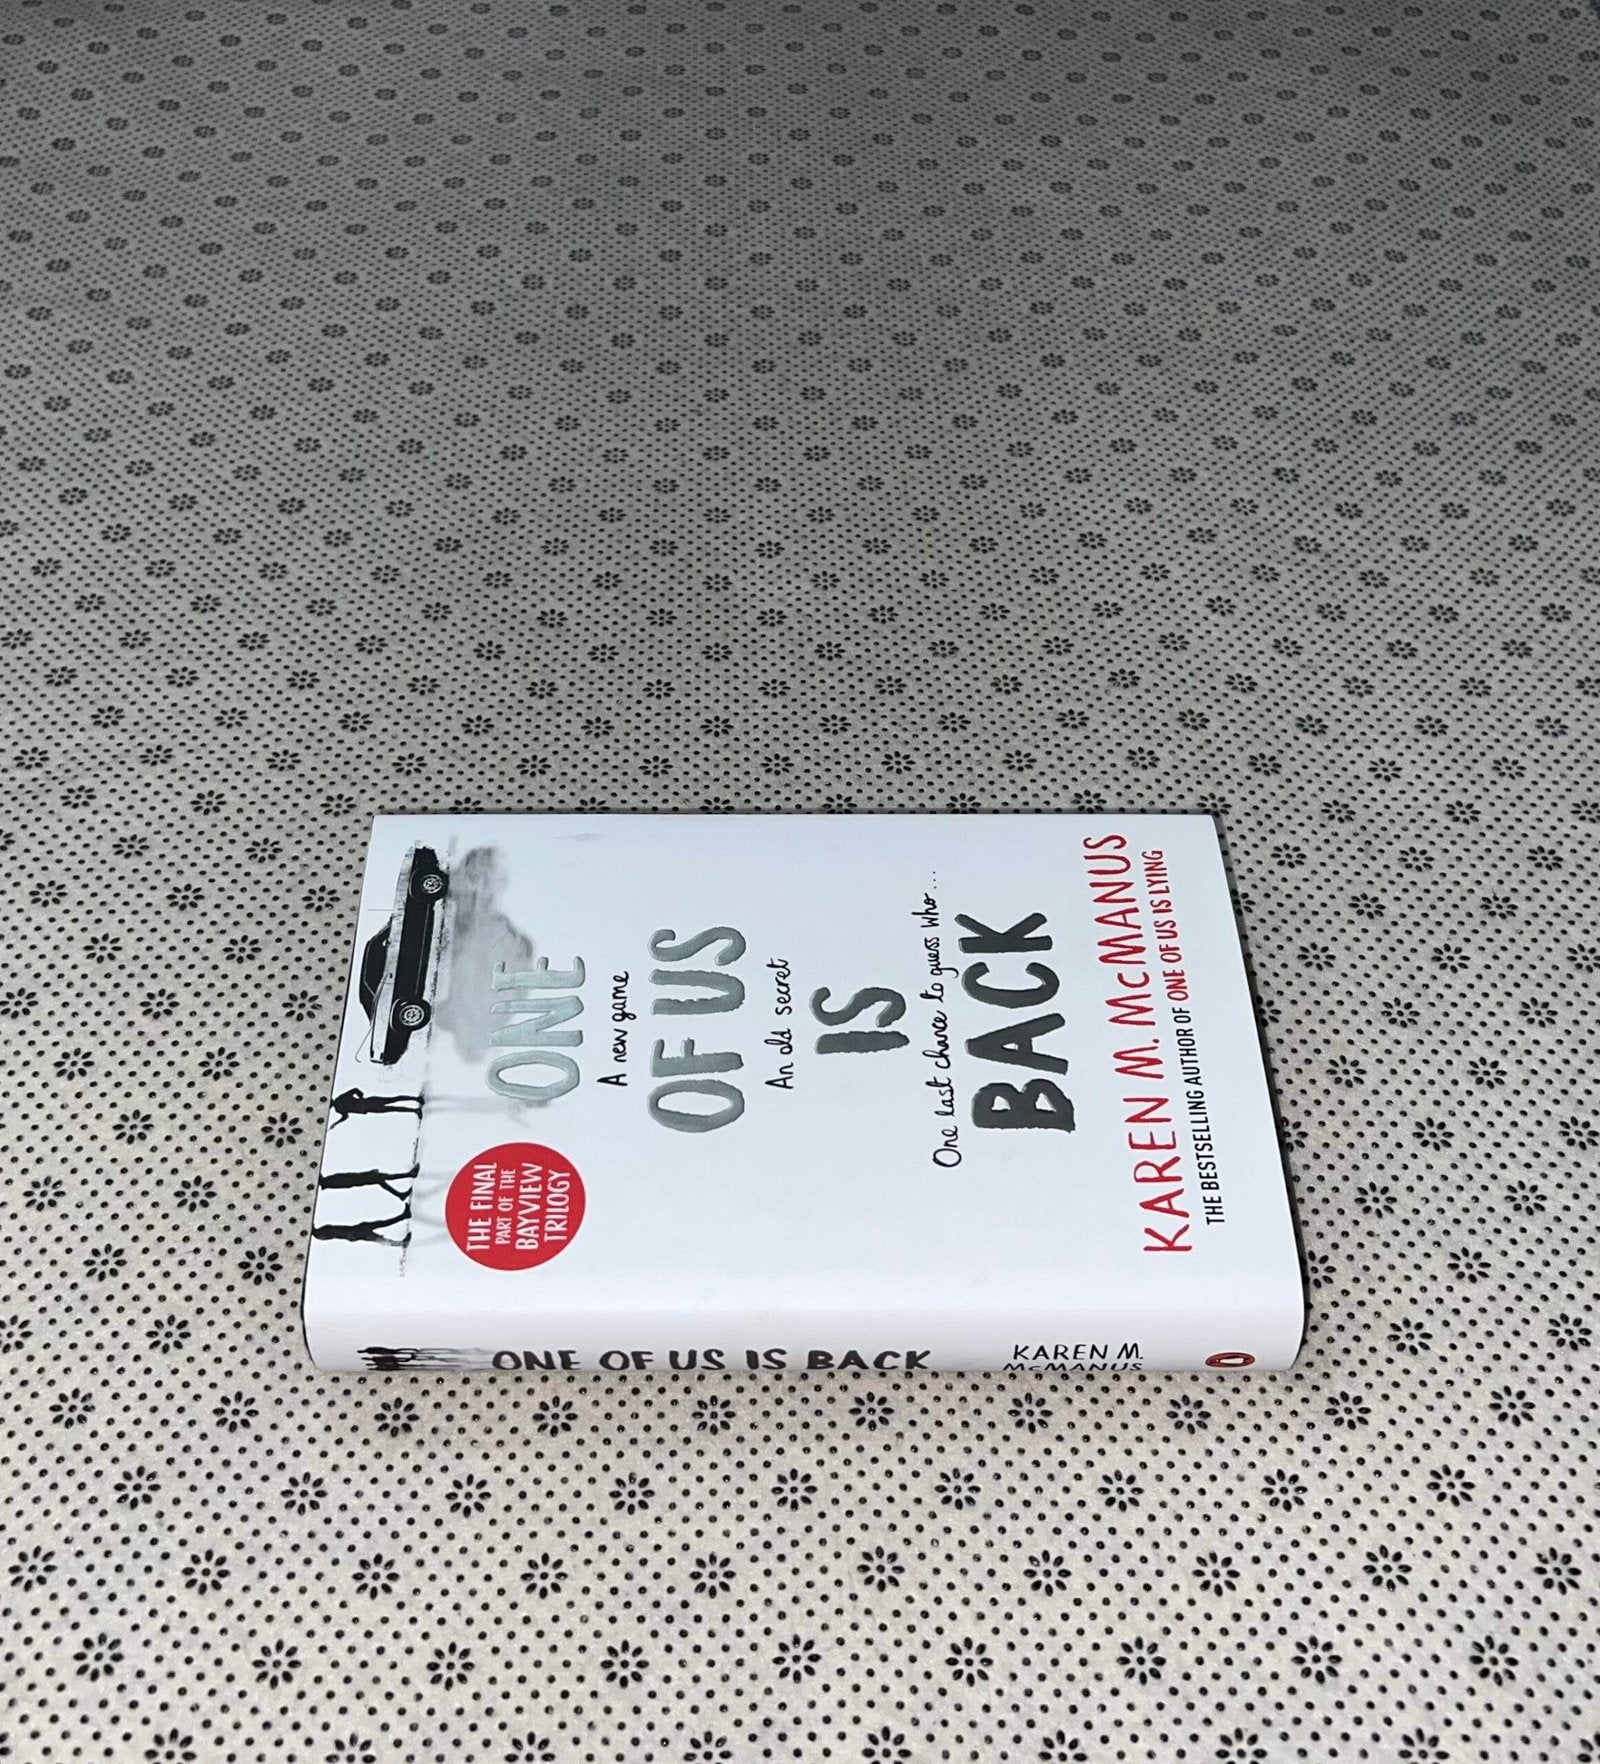 THE FINAL
PART OF THE
BAYVIEW
TRILOGY
ONE
A new game
OF US
An old secret
IS
One last chance to guess who...
BACK
KAREN M. McMANUS
THE BESTSELLING AUTHOR OF ONE OF US IS LYING
ONE OF US IS BACK
KAREN M.
McMANUS